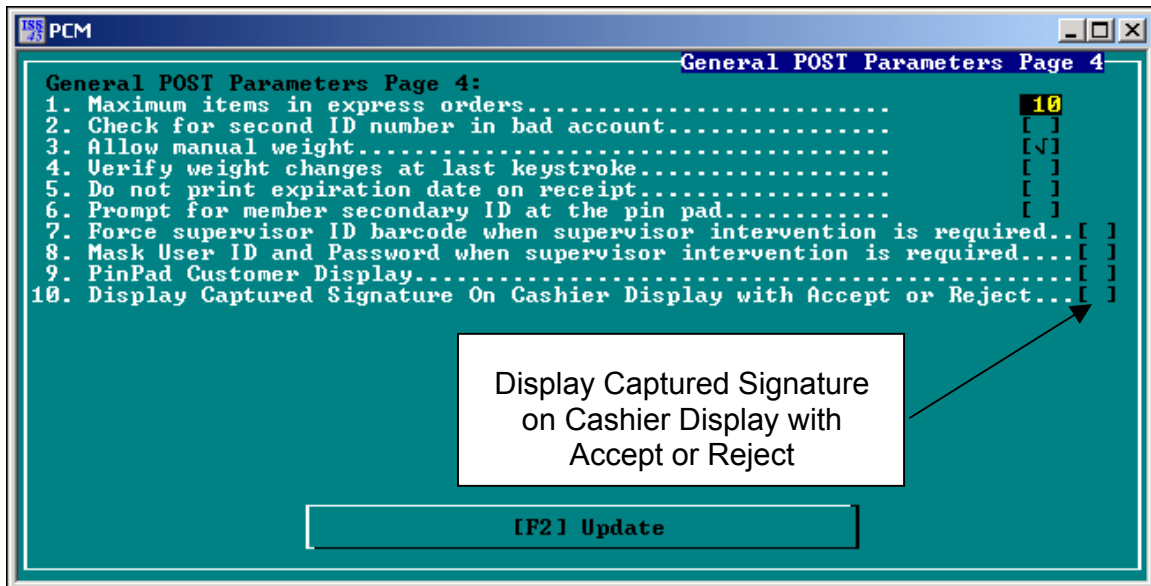 ISS 45 PCM
General POST Parameters Page 4
General POST Parameters Page 4:
1. Maximum items in express orders............................ 10
2. Check for second ID number in bad account................. [ ]
3. Allow manual weight........................................... [√]
4. Verify weight changes at last keystroke................... [ ]
5. Do not print expiration date on receipt................... [ ]
6. Prompt for member secondary ID at the pin pad............. [ ]
7. Force supervisor ID barcode when supervisor intervention is required..[ ]
8. Mask User ID and Password when supervisor intervention is required....[ ]
9. PinPad Customer Display..................................................[ ]
10. Display Captured Signature On Cashier Display with Accept or Reject...[ ]
Display Captured Signature
on Cashier Display with
Accept or Reject
[F2] Update